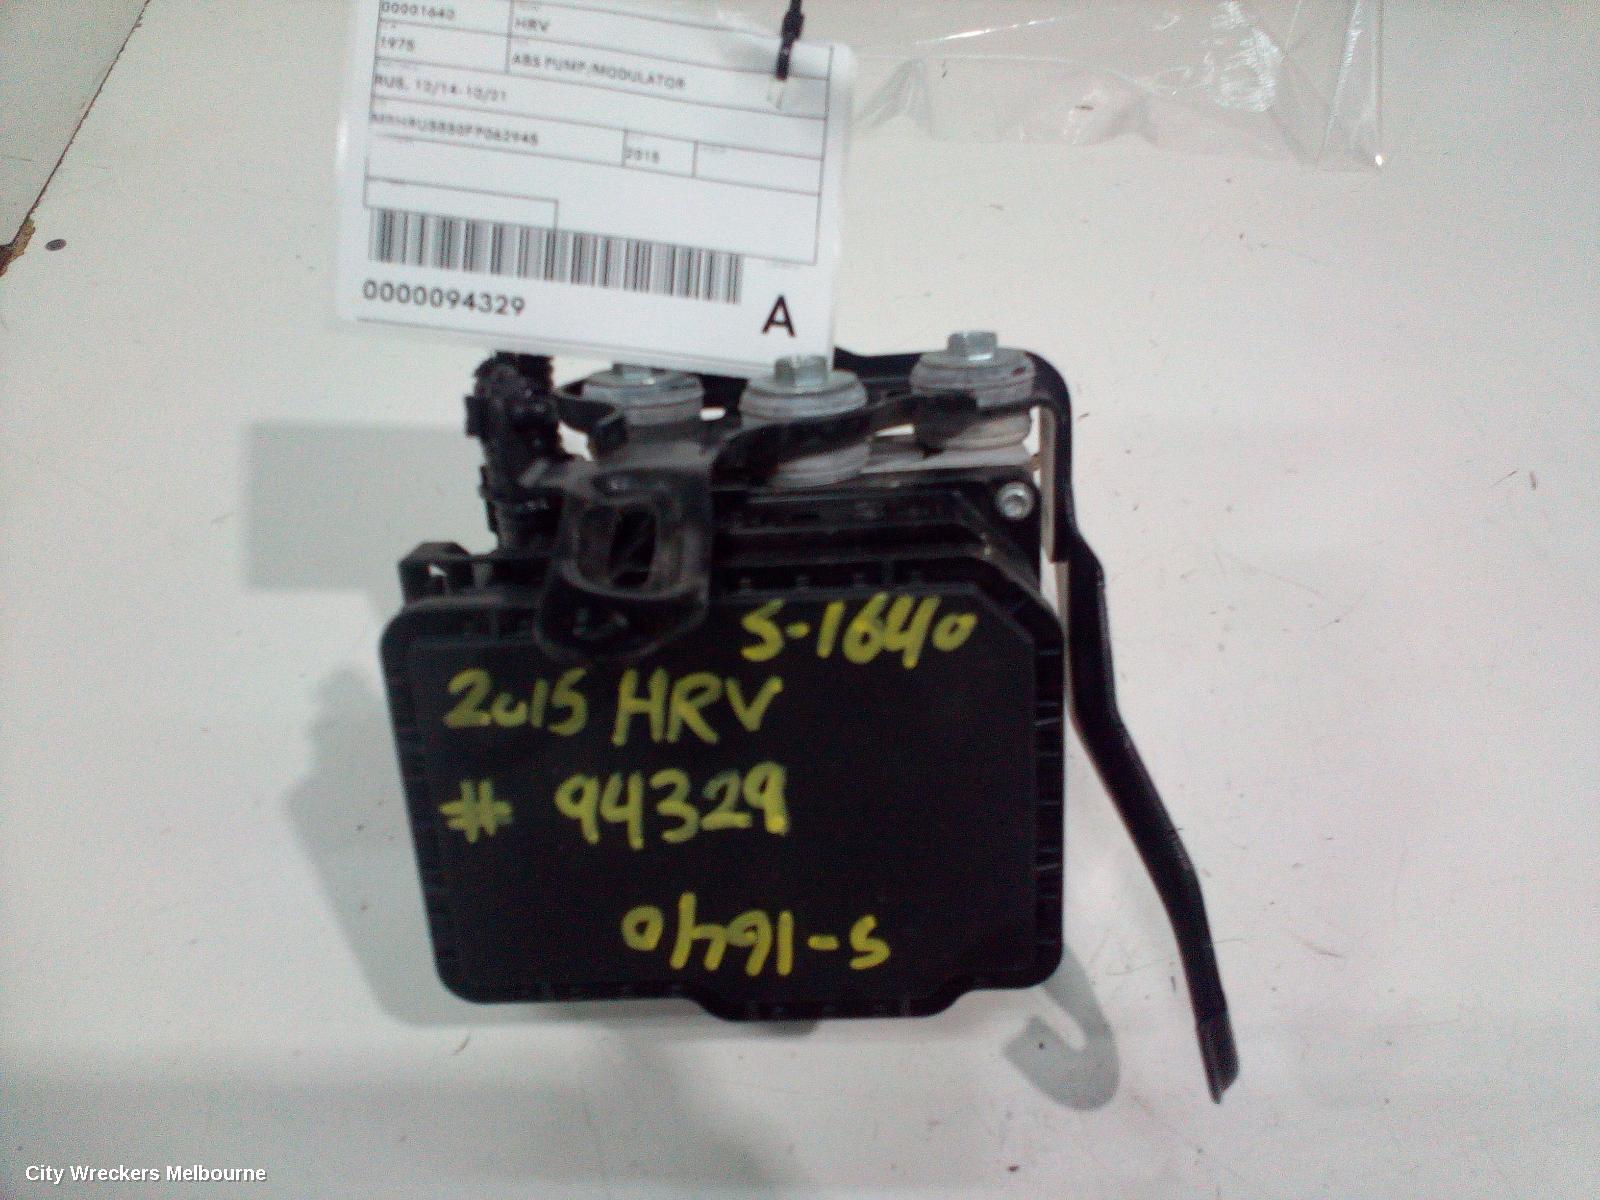 00001640
HRV
1975
ABS PUMP/MODULATOR
RUS, 12/14-10/21
2015
0000094329
A
S-1640
2015 HRV
# 94329
S-1640
City Wreckers Melbourne